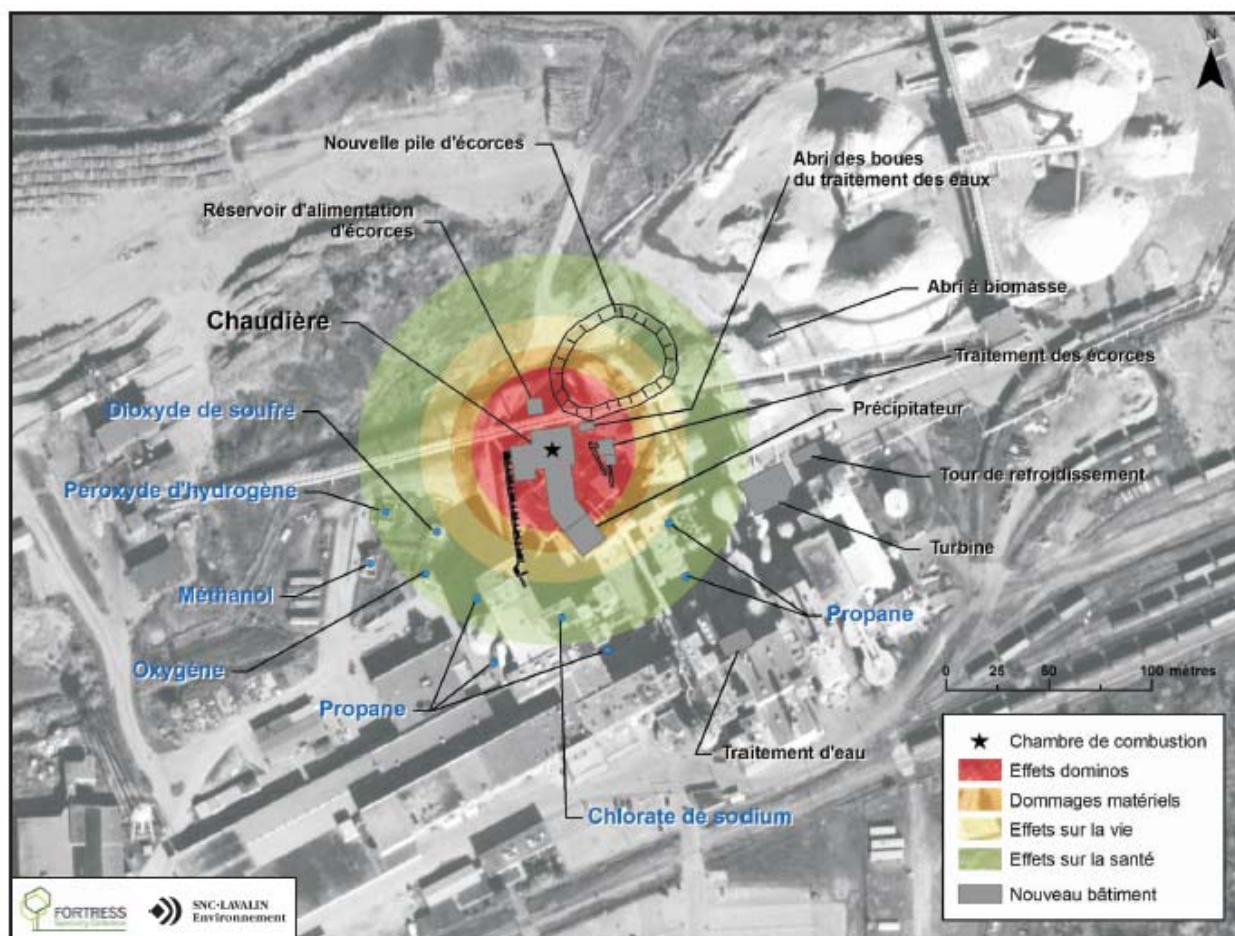 N
Nouvelle pile d'écorces
Abri des boues
du traitement des eaux
Réservoir d'alimentation
d'écorces
Abri à biomasse
Chaudière
Traitement des écorces
Dioxyde de soufre
Précipitateur
Peroxyde d'hydrogène
Tour de refroidissement
Turbine
Méthanol
Propane
Oxygène
Propane
0 25 50 100 mètres
Traitement d'eau
Chlorate de sodium
Chambre de combustion
Effets dominos
Dommages matériels
Effets sur la vie
Effets sur la santé
Nouveau bâtiment
FORTRESS
SNC•LAVALIN
Environnement